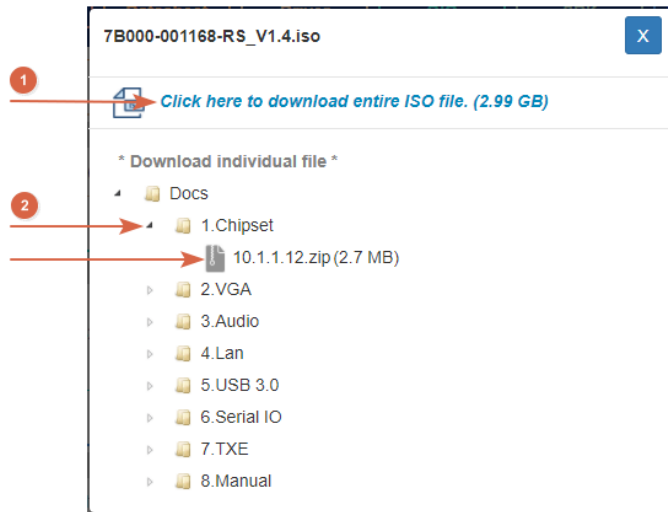 7B000-001168-RS_V1.4.iso
X
1
Click here to download entire ISO file. (2.99 GB)
* Download individual file *
Docs
2
1.Chipset
10.1.1.12.zip (2.7 MB)
2.VGA
3.Audio
4.Lan
5.USB 3.0
6.Serial IO
7.TXE
8.Manual